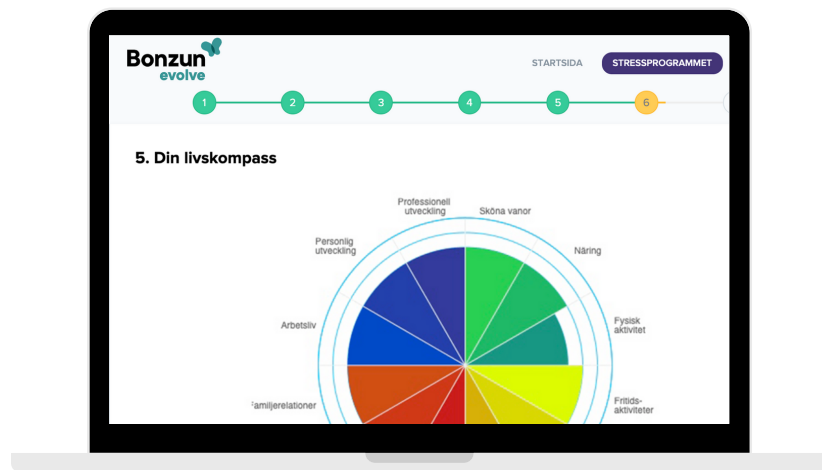 Bonzun
evolve
STARTSIDA
STRESSPROGRAMMET
1
2
3
4
5
6
5. Din livskompass
Professionell
utveckling
Sköna vanor
Personlig
utveckling
Näring
Arbetsliv
Fysisk
aktivitet
amiljerelationer
Fritids-
aktiviteter